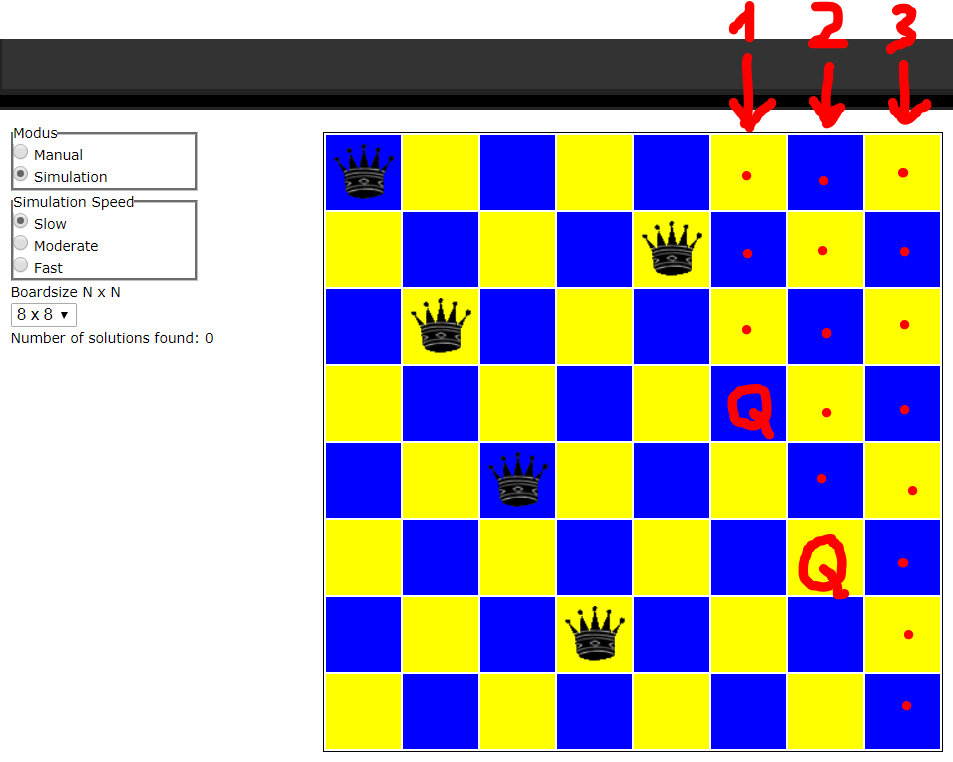 1 2 3
Modus
Manual
Simulation
Simulation Speed
Slow
Moderate
Fast
Boardsize N x N
8 x 8
Number of solutions found: 0
Q
Q